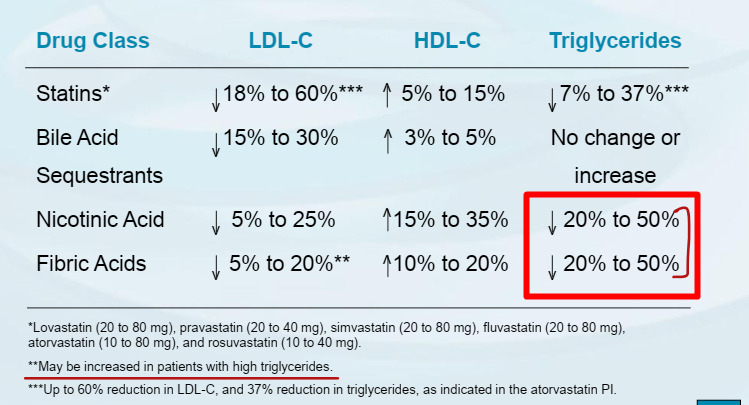 Drug Class LDL-C HDL-C Triglycerides
Statins* ↓18% to 60%*** ↑ 5% to 15% ↓7% to 37%***
Bile Acid ↓15% to 30% ↑ 3% to 5% No change or
Sequestrants increase
Nicotinic Acid ↓ 5% to 25% ↑15% to 35% ↓ 20% to 50%
Fibric Acids ↓ 5% to 20%** ↑10% to 20% ↓ 20% to 50%
*Lovastatin (20 to 80 mg), pravastatin (20 to 40 mg), simvastatin (20 to 80 mg), fluvastatin (20 to 80 mg),
atorvastatin (10 to 80 mg), and rosuvastatin (10 to 40 mg).
**May be increased in patients with high triglycerides.
***Up to 60% reduction in LDL-C, and 37% reduction in triglycerides, as indicated in the atorvastatin PI.